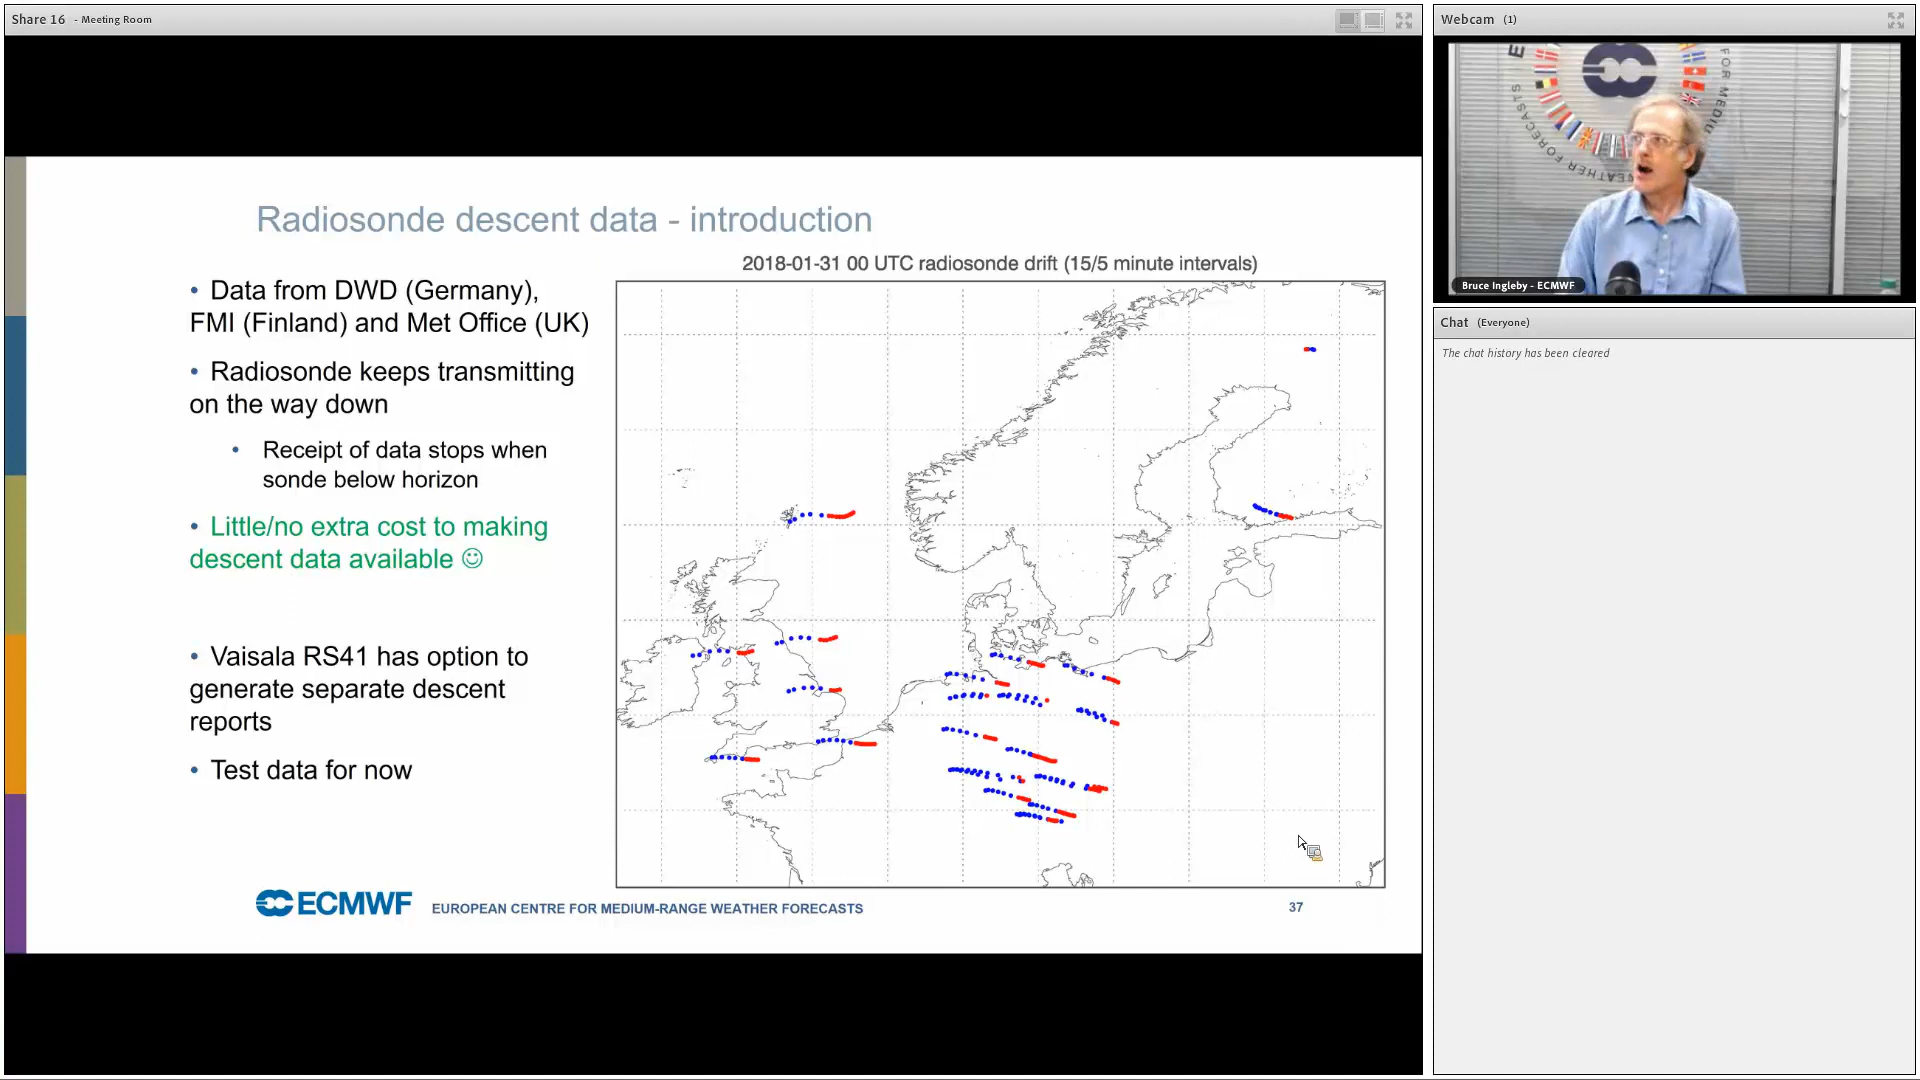 Share 16 - Meeting Room
Radiosonde descent data - introduction
2018-01-31 00 UTC radiosonde drift (15/5 minute intervals)
• Data from DWD (Germany),
FMI (Finland) and Met Office (UK)
• Radiosonde keeps transmitting
on the way down
• Receipt of data stops when
sonde below horizon
• Little/no extra cost to making
descent data available ☺
• Vaisala RS41 has option to
generate separate descent
reports
• Test data for now
ECMWF EUROPEAN CENTRE FOR MEDIUM-RANGE WEATHER FORECASTS 37
Webcam (1)
FOR MEDIU
EATHER FORECASTS
Bruce Ingleby - ECMWF
Chat (Everyone)
The chat history has been cleared